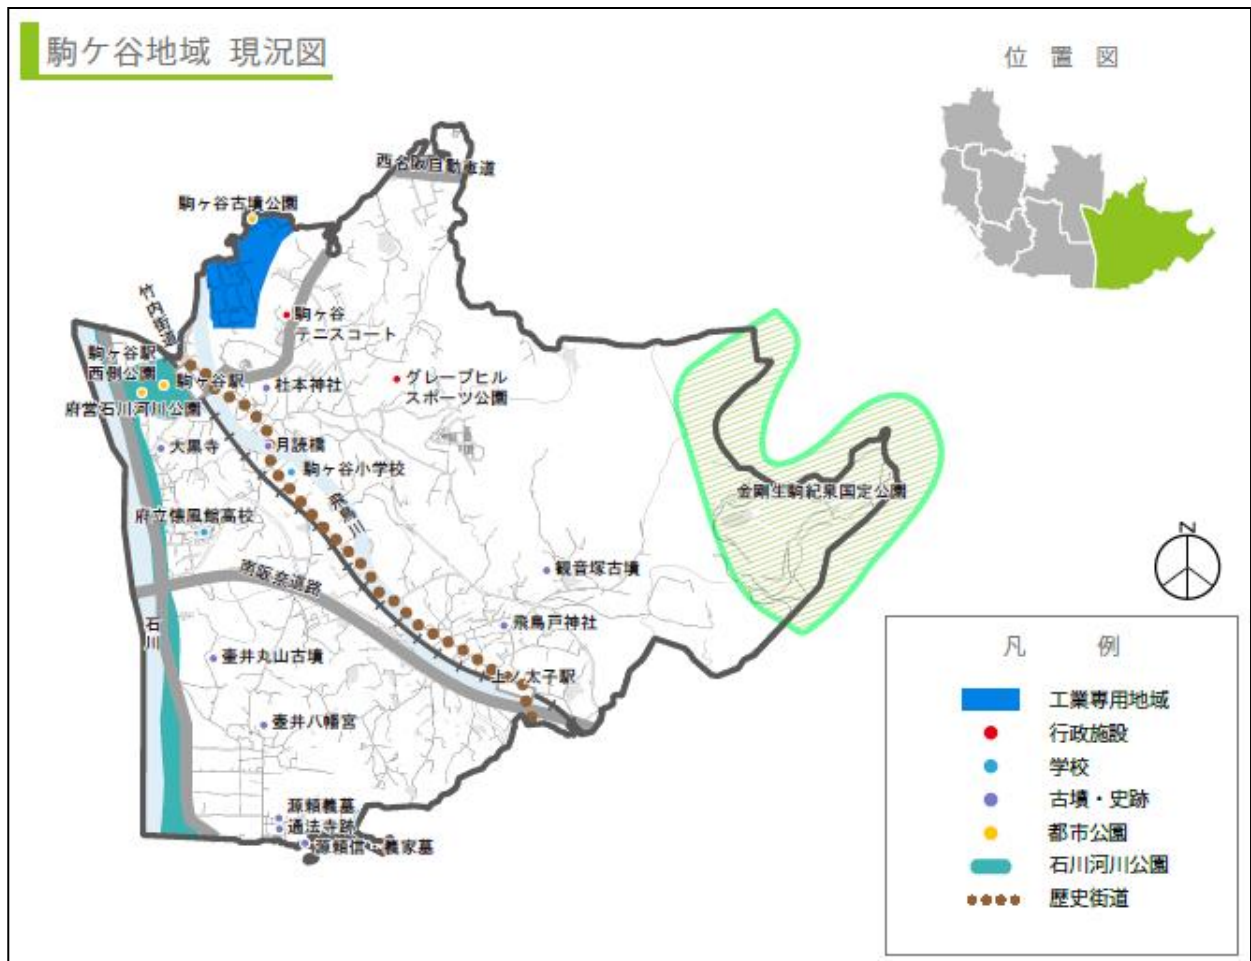 駒ケ谷地域 現況図
位置図
西名阪自動車道
駒ヶ谷古墳公園
竹内街道
駒ヶ谷
テニスコート
駒ヶ谷駅
西側公園
駒ヶ谷駅
杜本神社
グレープヒル
スポーツ公園
府営石川河川公園
大黒寺
月読橋
駒ヶ谷小学校
金剛生駒紀泉国定公園
府立懐風館高校
飛鳥川
南阪奈道路
観音塚古墳
石川
飛鳥戸神社
壷井丸山古墳
上ノ太子駅
壷井八幡宮
源頼義墓
通法寺跡
源頼信・義家墓
N
凡例
工業専用地域
行政施設
学校
古墳・史跡
都市公園
石川河川公園
歴史街道